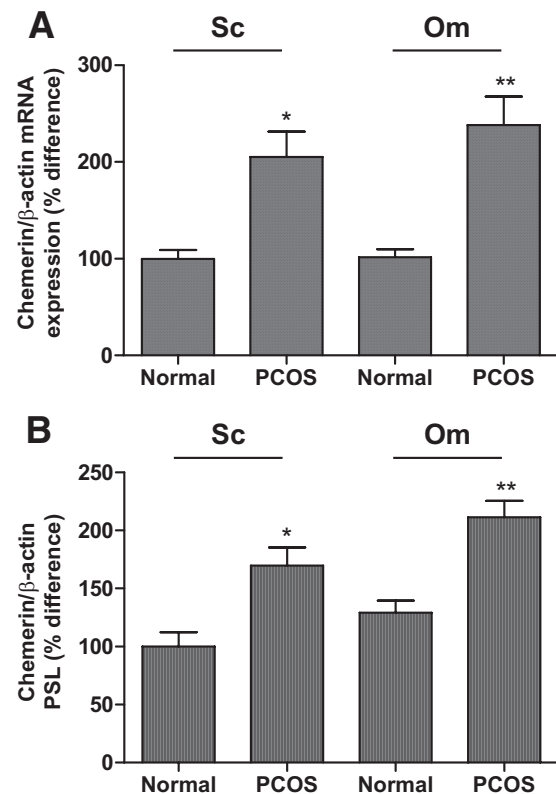 A
Sc Om
Chemerin/β-actin mRNA
expression (% difference)
300
200
100
0
* **
Normal PCOS Normal PCOS
B
Sc Om
Chemerin/β-actin
PSL (% difference)
250
200
150
100
50
0
* **
Normal PCOS Normal PCOS